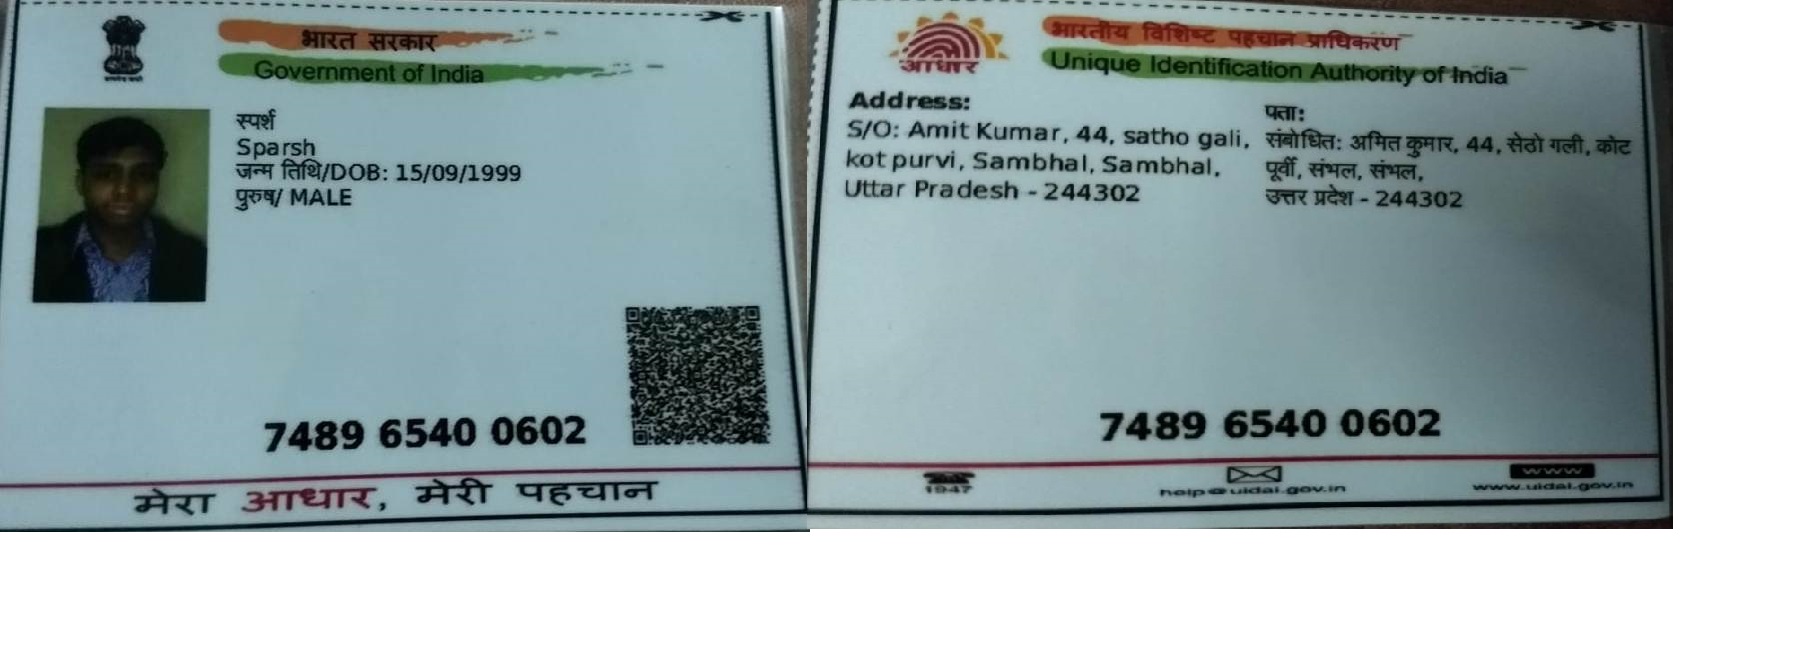 भारत सरकार
Government of India
स्पर्श
Sparsh
जन्म तिथि/DOB: 15/09/1999
पुरुष/ MALE
7489 6540 0602
मेरा आधार, मेरी पहचान
आधार
भारतीय विशिष्ट पहचान प्राधिकरण
Unique Identification Authority of India
Address:
S/O: Amit Kumar, 44, satho gali,
kot purvi, Sambhal, Sambhal,
Uttar Pradesh - 244302
पता:
संबोधित: अमित कुमार, 44, सेठो गली, कोट
पूर्वी, संभल, संभल,
उत्तर प्रदेश - 244302
7489 6540 0602
1947
help@uidai.gov.in
www
www.uidai.gov.in